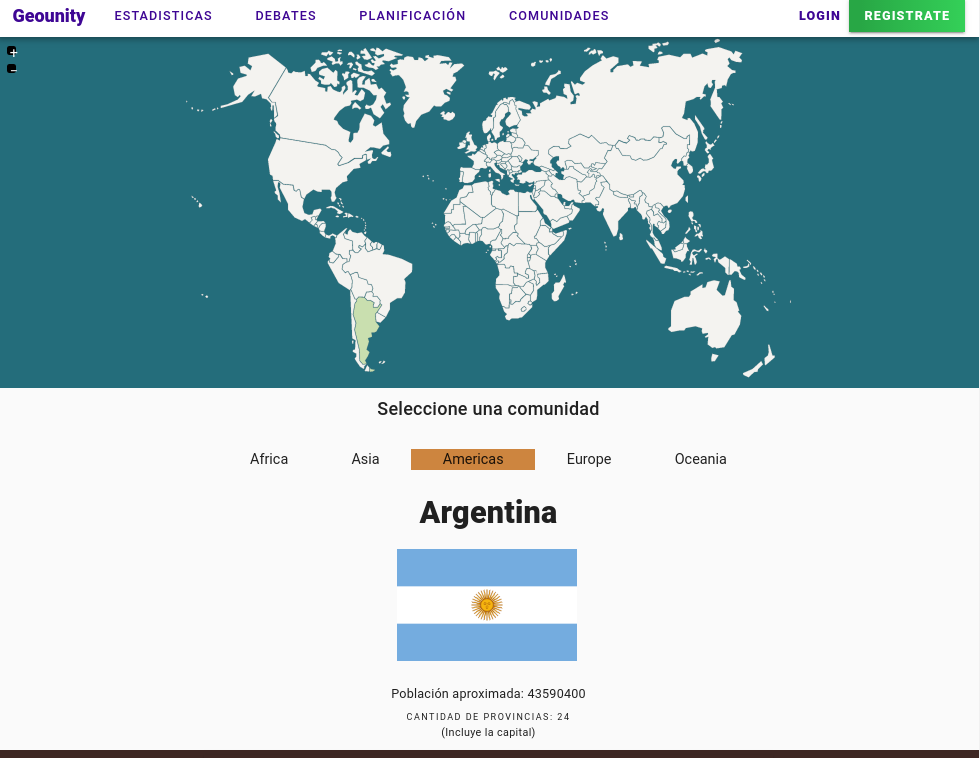 Geounity ESTADISTICAS DEBATES PLANIFICACIÓN COMUNIDADES LOGIN REGISTRATE
+
-
Seleccione una comunidad
Africa Asia Americas Europe Oceania
Argentina
Población aproximada: 43590400
CANTIDAD DE PROVINCIAS: 24
(Incluye la capital)